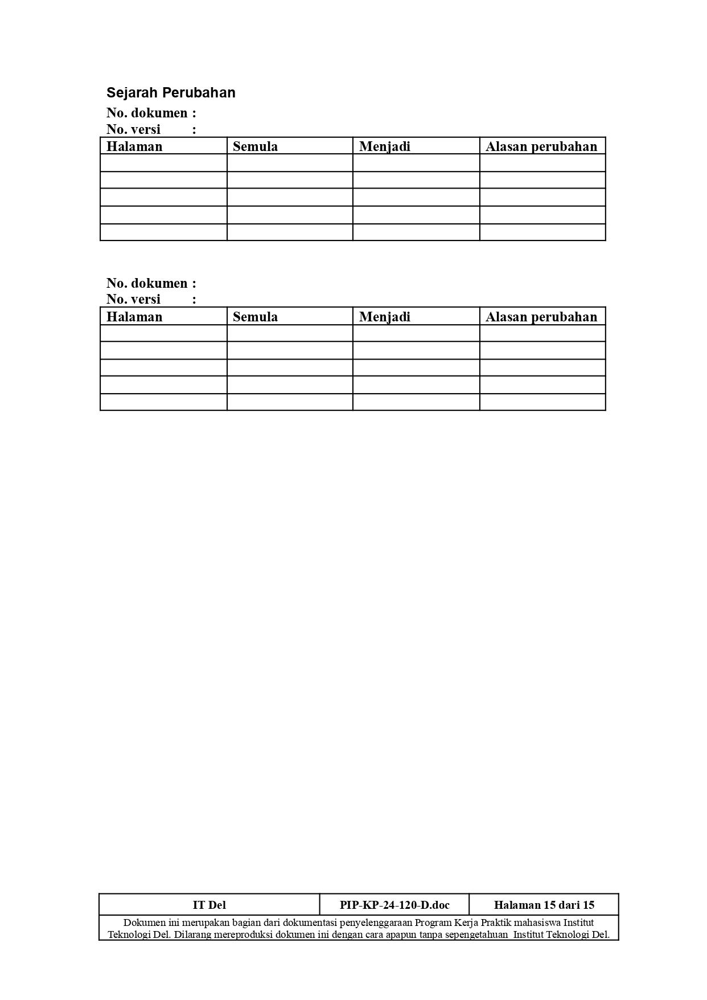 Sejarah Perubahan
No. dokumen :
No. versi :
Halaman Semula Menjadi Alasan perubahan
No. dokumen :
No. versi :
Halaman Semula Menjadi Alasan perubahan
IT Del PIP-KP-24-120-D.doc Halaman 15 dari 15
Dokumen ini merupakan bagian dari dokumentasi penyelenggaraan Program Kerja Praktik mahasiswa Institut
Teknologi Del. Dilarang mereproduksi dokumen ini dengan cara apapun tanpa sepengetahuan Institut Teknologi Del.